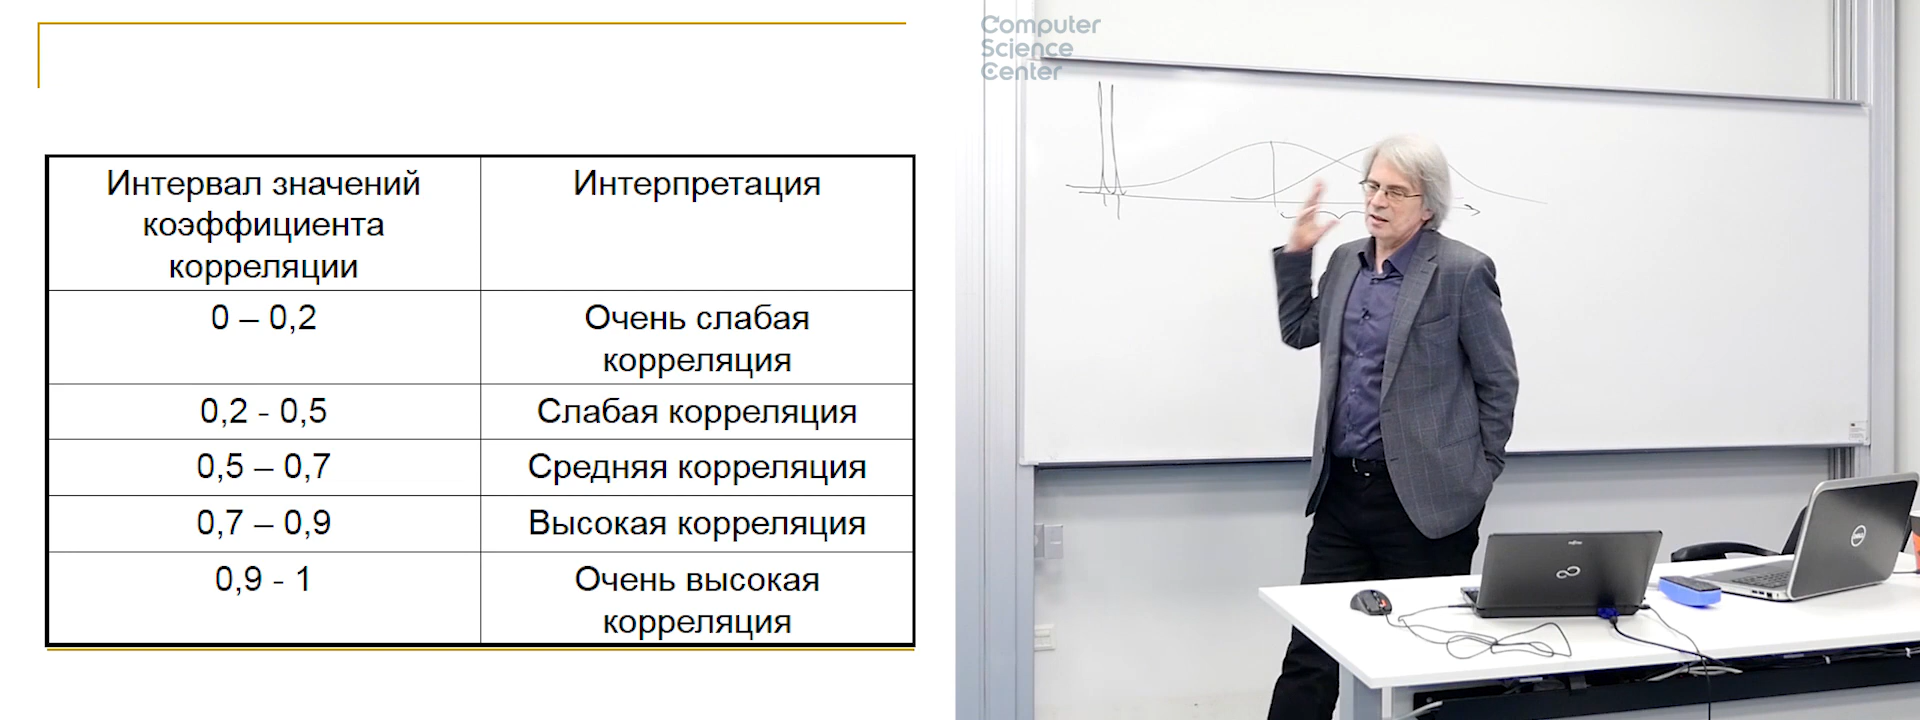 Интервал значений
коэффициента
корреляции
Интерпретация
0 – 0,2
Очень слабая
корреляция
0,2 - 0,5
Слабая корреляция
0,5 – 0,7
Средняя корреляция
0,7 – 0,9
Высокая корреляция
0,9 - 1
Очень высокая
корреляция
Computer
Science
Center
DELL